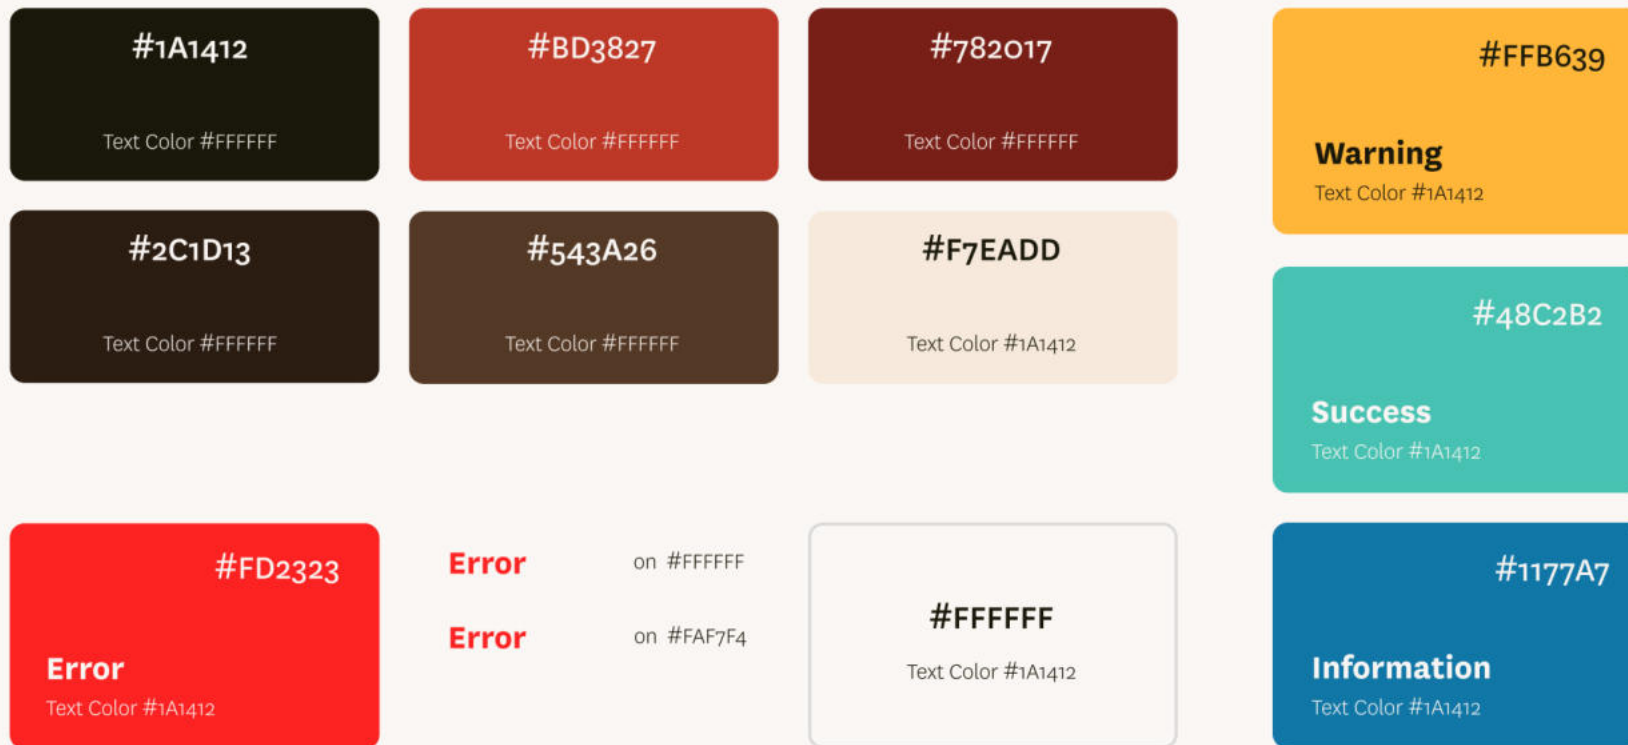 #1A1412
Text Color #FFFFFF
#BD3827
Text Color #FFFFFF
#782017
Text Color #FFFFFF
#FFB639
Warning
Text Color #1A1412
#2C1D13
Text Color #FFFFFF
#543A26
Text Color #FFFFFF
#F7EADD
Text Color #1A1412
#48C2B2
Success
Text Color #1A1412
#FD2323
Error
Text Color #1A1412
Error on #FFFFFF
Error on #FAF7F4
#FFFFFF
Text Color #1A1412
#1177A7
Information
Text Color #1A1412